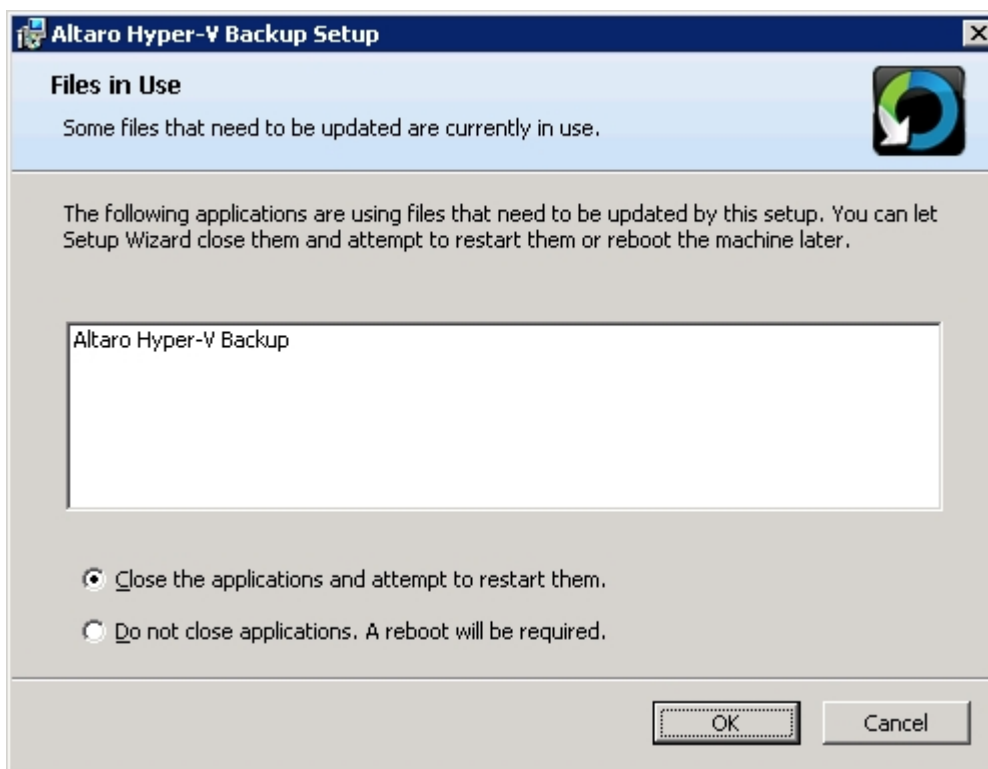 Altaro Hyper-V Backup Setup
Files in Use
Some files that need to be updated are currently in use.
The following applications are using files that need to be updated by this setup. You can let
Setup Wizard close them and attempt to restart them or reboot the machine later.
Altaro Hyper-V Backup
Close the applications and attempt to restart them.
Do not close applications. A reboot will be required.
OK
Cancel